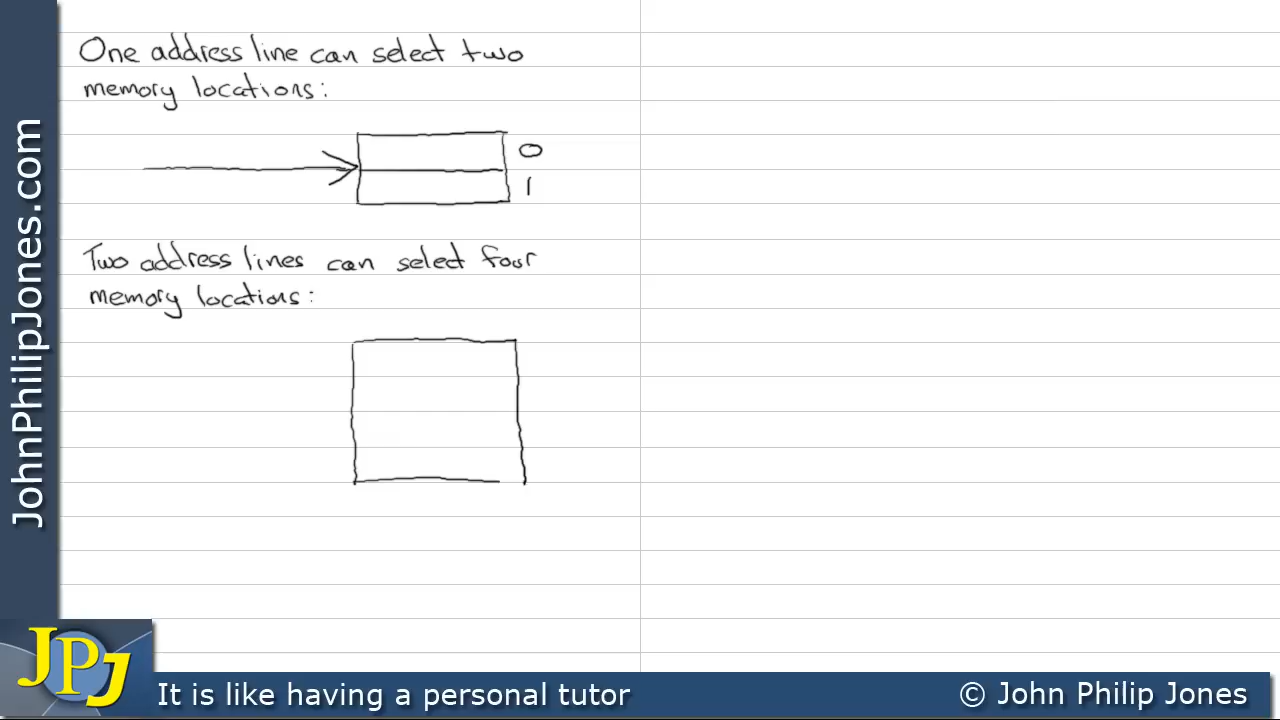 One address line can select two
memory locations:
0
1
Two address lines can select four
memory locations:
JohnPhilipJones.com
JPJ
It is like having a personal tutor
© John Philip Jones